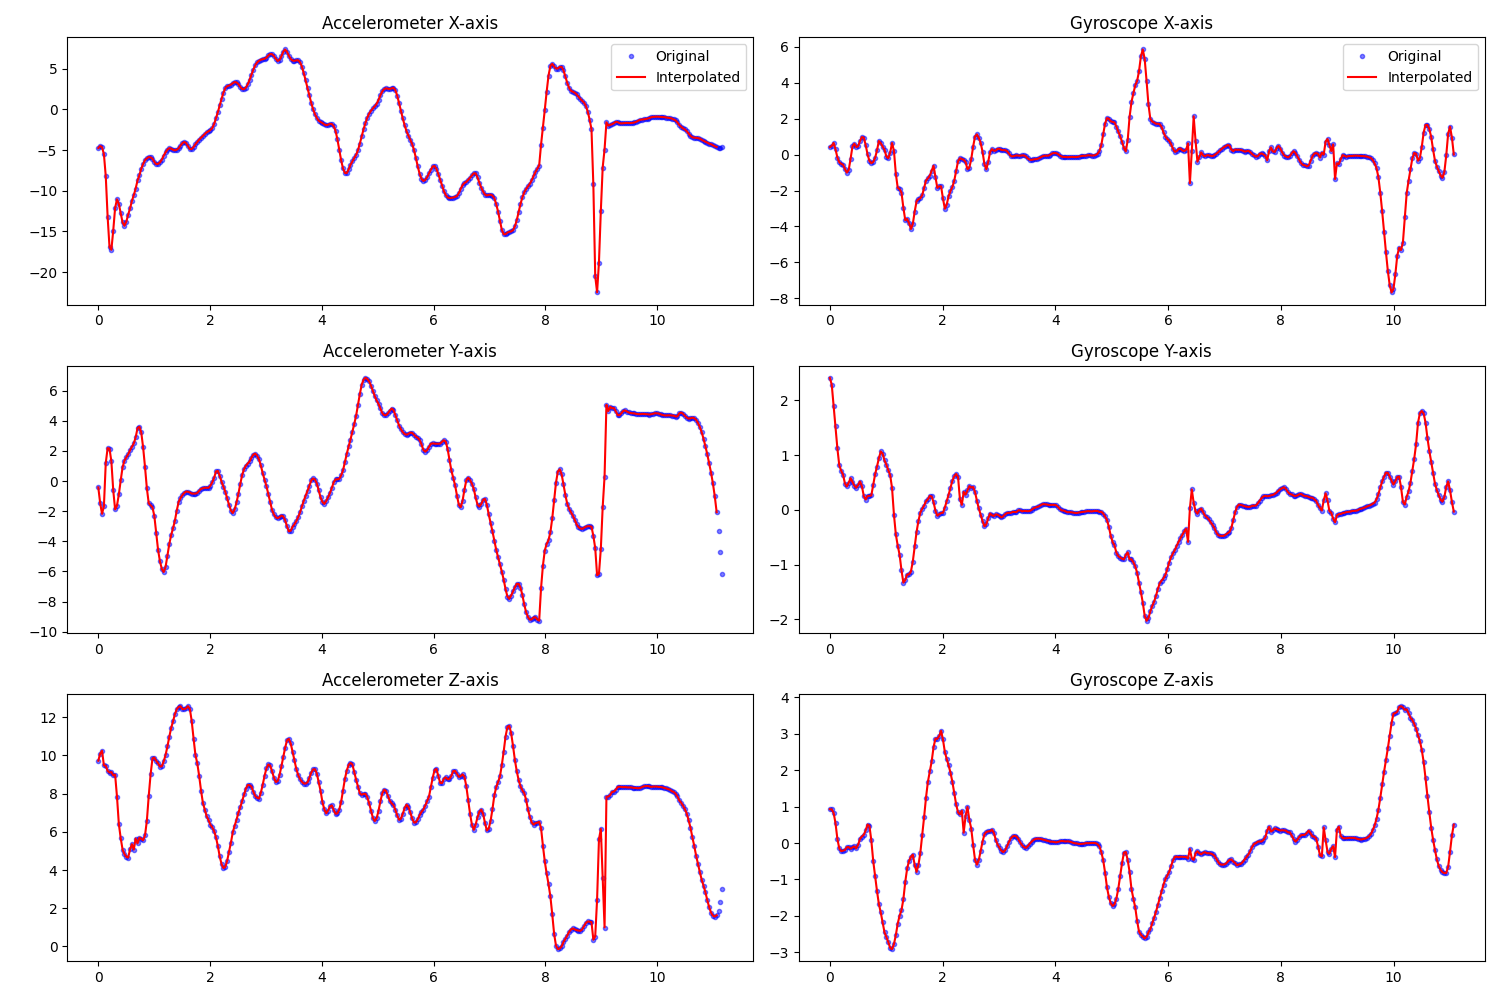 Accelerometer X-axis
Original
Interpolated
5
0
−5
−10
−15
−20
0 2 4 6 8 10
Gyroscope X-axis
Original
Interpolated
6
4
2
0
−2
−4
−6
−8
0 2 4 6 8 10
Accelerometer Y-axis
6
4
2
0
−2
−4
−6
−8
−10
0 2 4 6 8 10
Gyroscope Y-axis
2
1
0
−1
−2
0 2 4 6 8 10
Accelerometer Z-axis
12
10
8
6
4
2
0
0 2 4 6 8 10
Gyroscope Z-axis
4
3
2
1
0
−1
−2
−3
0 2 4 6 8 10